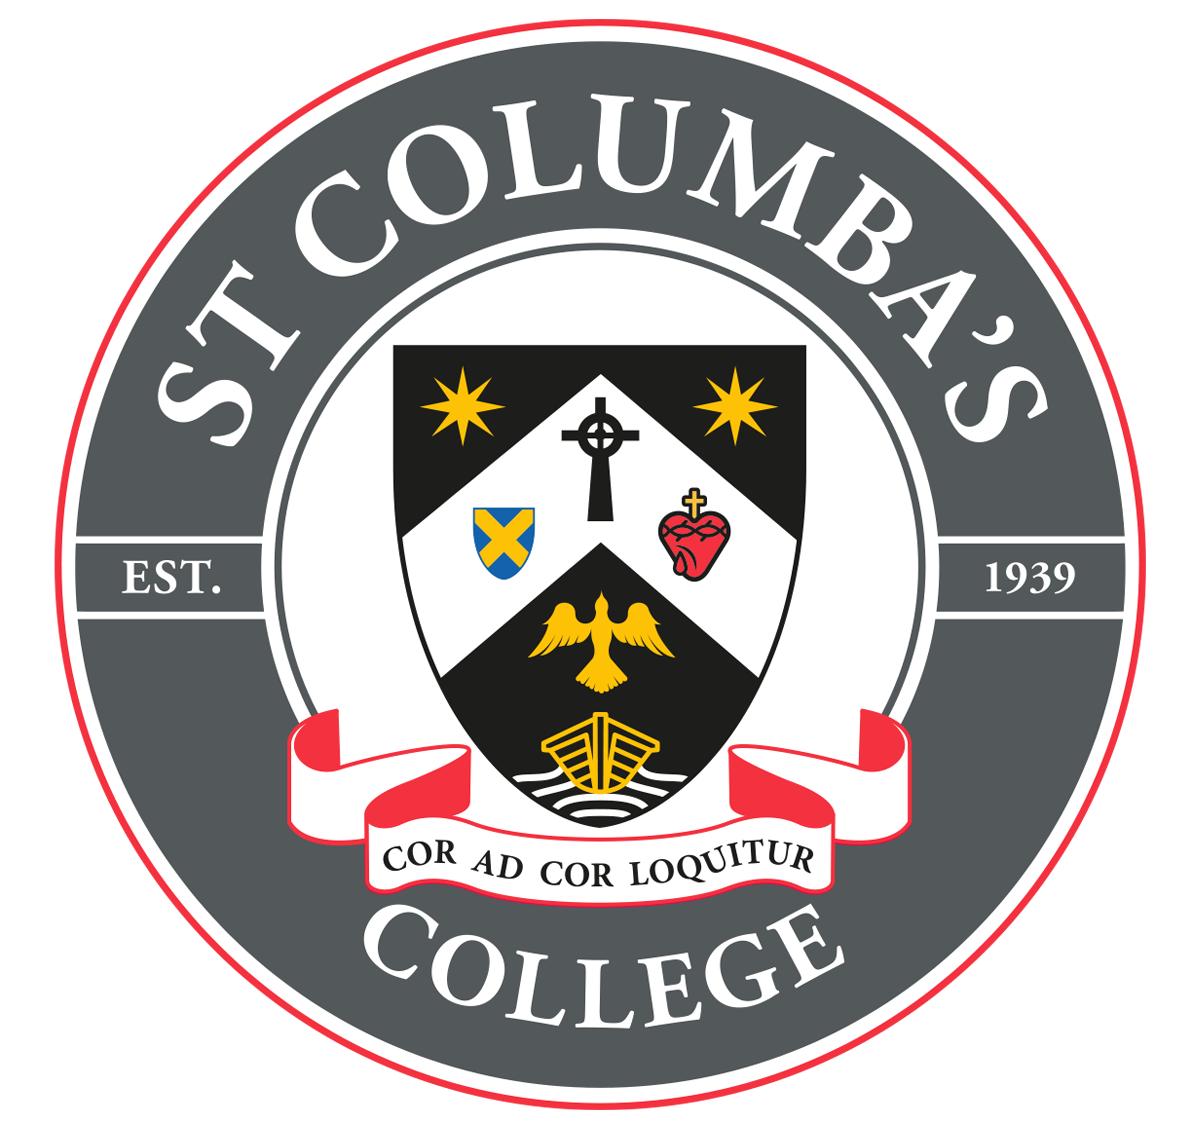 ST COLUMBA'S
EST.
1939
COR AD COR LOQUITUR
COLLEGE